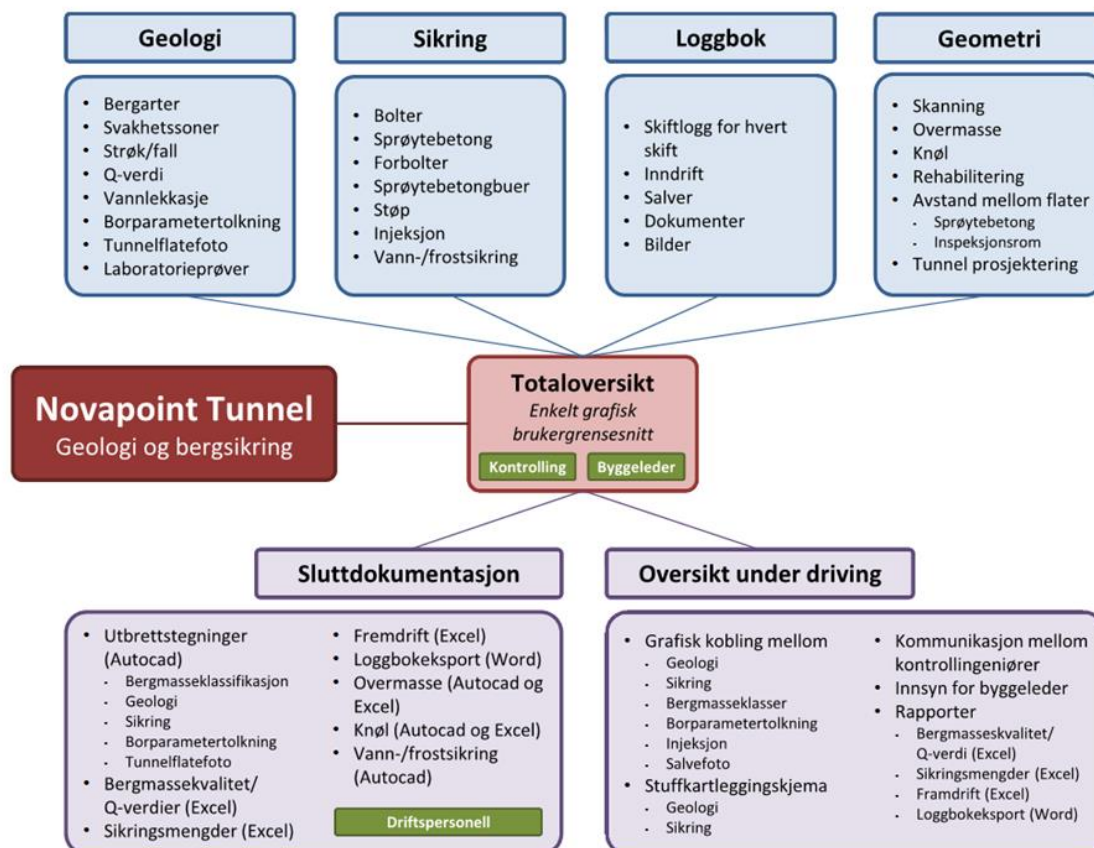 Geologi
• Bergarter
• Svakhetssoner
• Strøk/fall
• Q-verdi
• Vannlekkasje
• Borparametertolkning
• Tunnelflatefoto
• Laboratorieprøver
Sikring
• Bolter
• Sprøytebetong
• Forbolter
• Sprøytebetongbuer
• Støp
• Injeksjon
• Vann-/frostsikring
Loggbok
• Skiftlogg for hvert
skift
• Inndrift
• Salver
• Dokumenter
• Bilder
Geometri
• Skanning
• Overmasse
• Knøl
• Rehabilitering
• Avstand mellom flater
- Sprøytebetong
- Inspeksjonsrom
• Tunnel prosjektering
Novapoint Tunnel
Geologi og bergsikring
Totaloversikt
Enkelt grafisk
brukergrensesnitt
Kontrolling
Byggeleder
Sluttdokumentasjon
• Utbrettstegninger
(Autocad)
- Bergmasseklassifikasjon
- Geologi
- Sikring
- Borparametertolkning
- Tunnelflatefoto
• Bergmassekvalitet/
Q-verdier (Excel)
• Sikringsmengder (Excel)
• Fremdrift (Excel)
• Loggbokeksport (Word)
• Overmasse (Autocad og
Excel)
• Knøl (Autocad og Excel)
• Vann-/frostsikring
(Autocad)
Driftspersonell
Oversikt under driving
• Grafisk kobling mellom
- Geologi
- Sikring
- Bergmasseklasser
- Borparametertolkning
- Injeksjon
- Salvefoto
• Stuffkartleggingskjema
- Geologi
- Sikring
• Kommunikasjon mellom
kontrollingeniører
• Innsyn for byggeleder
• Rapporter
- Bergmasseskvalitet/
Q-verdi (Excel)
- Sikringsmengder (Excel)
- Framdrift (Excel)
- Loggbokeksport (Word)